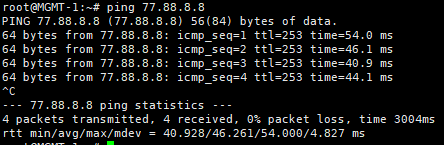 root@MGMT-1:~# ping 77.88.8.8
PING 77.88.8.8 (77.88.8.8) 56(84) bytes of data.
64 bytes from 77.88.8.8: icmp_seq=1 ttl=253 time=54.0 ms
64 bytes from 77.88.8.8: icmp_seq=2 ttl=253 time=46.1 ms
64 bytes from 77.88.8.8: icmp_seq=3 ttl=253 time=40.9 ms
64 bytes from 77.88.8.8: icmp_seq=4 ttl=253 time=44.1 ms
^C
--- 77.88.8.8 ping statistics ---
4 packets transmitted, 4 received, 0% packet loss, time 3004ms
rtt min/avg/max/mdev = 40.928/46.261/54.000/4.827 ms